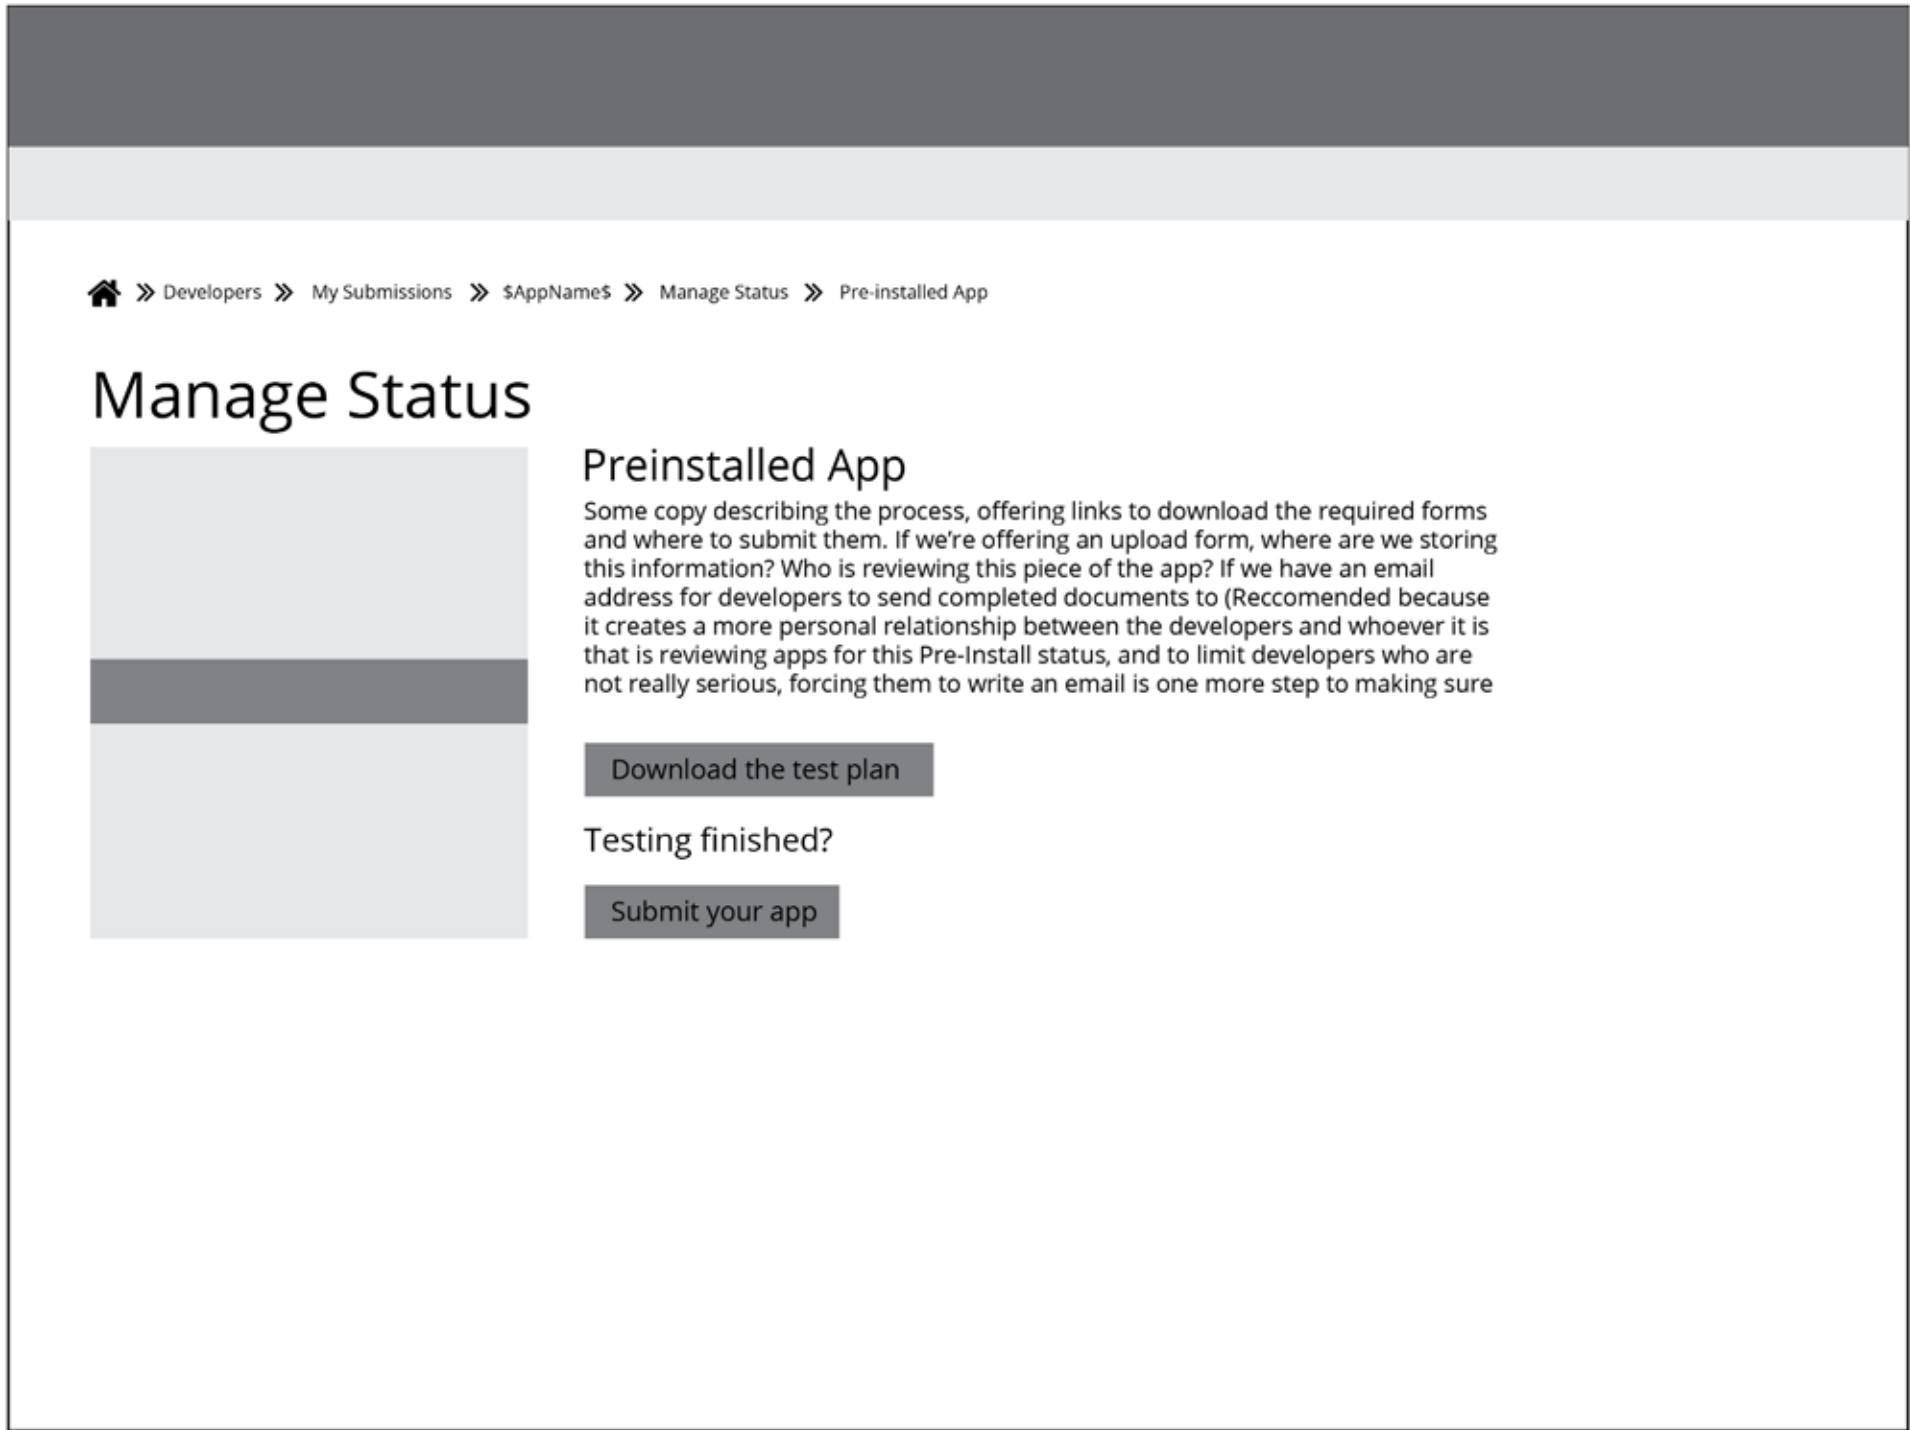 Developers My Submissions $AppName$ Manage Status Pre-installed App
Manage Status
Preinstalled App
Some copy describing the process, offering links to download the required forms
and where to submit them. If we're offering an upload form, where are we storing
this information? Who is reviewing this piece of the app? If we have an email
address for developers to send completed documents to (Reccomended because
it creates a more personal relationship between the developers and whoever it is
that is reviewing apps for this Pre-Install status, and to limit developers who are
not really serious, forcing them to write an email is one more step to making sure
Download the test plan
Testing finished?
Submit your app